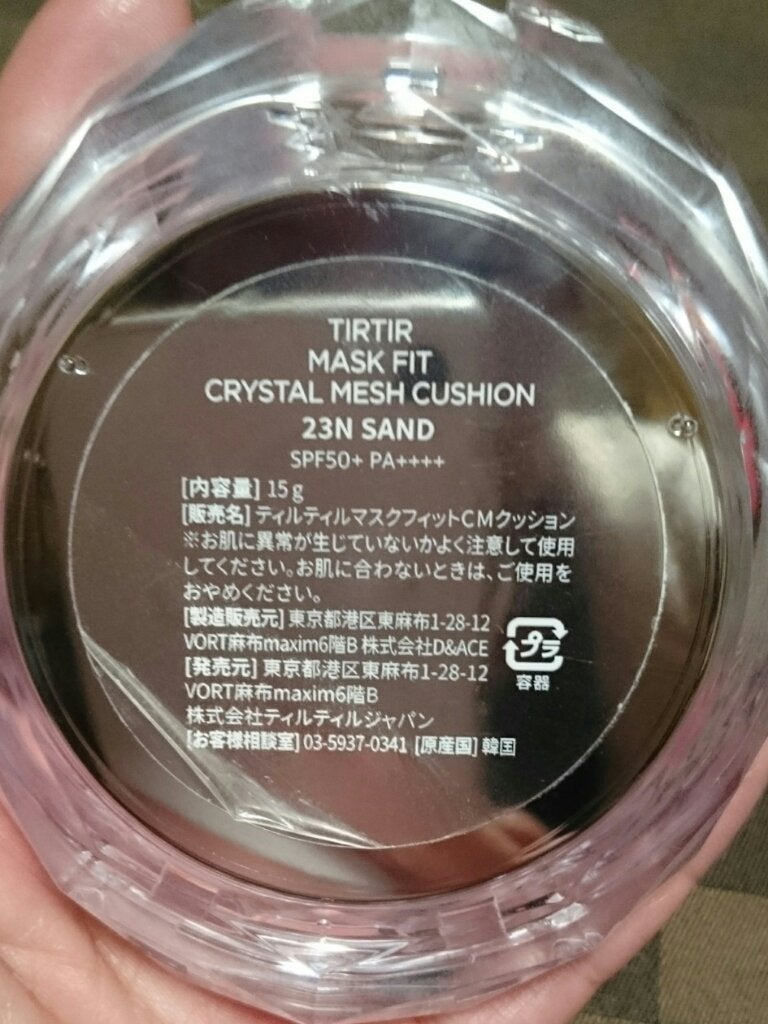 TIRTIR
MASK FIT
CRYSTAL MESH CUSHION
23N SAND
SPF50+ PA++++
[内容量] 15g
[販売名] ティルティルマスクフィットCMクッション
※お肌に異常が生じていないかよく注意して使用
してください。お肌に合わないときは、ご使用を
おやめください。
[製造販売元] 東京都港区東麻布1-28-12
VORT麻布maxim6階B 株式会社D&ACE
[発売元] 東京都港区東麻布1-28-12
VORT麻布maxim6階B
株式会社ティルティルジャパン
[お客様相談室] 03-5937-0341 [原産国] 韓国
プラ
容器